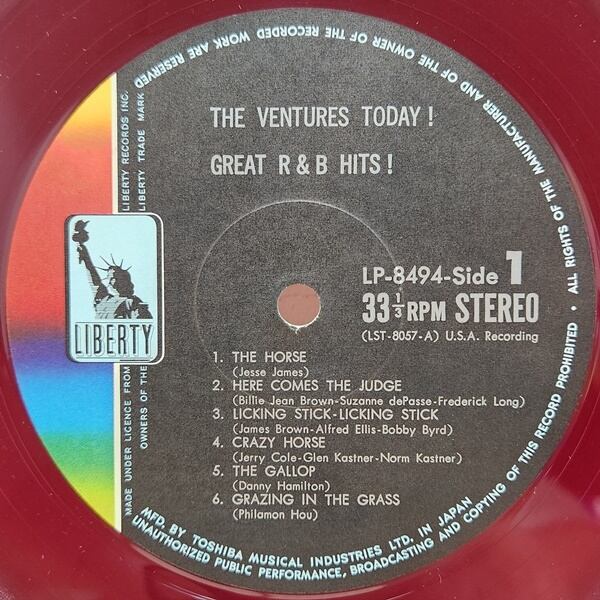 THE VENTURES TODAY!
GREAT R & B HITS!
LP-8494-Side 1
33 1/3 RPM STEREO
(LST-8057-A) U.S.A. Recording
1. THE HORSE
(Jesse James)
2. HERE COMES THE JUDGE
(Billie Jean Brown-Suzanne dePasse-Frederick Long)
3. LICKING STICK-LICKING STICK
(James Brown-Alfred Ellis-Bobby Byrd)
4. CRAZY HORSE
(Jerry Cole-Glen Kastner-Norm Kastner)
5. THE GALLOP
(Danny Hamilton)
6. GRAZING IN THE GRASS
(Philamon Hou)
LIBERTY
MADE UNDER LICENCE FROM LIBERTY RECORDS INC.
OWNERS OF THE LIBERTY TRADE MARK
MFD. BY TOSHIBA MUSICAL INDUSTRIES LTD. IN JAPAN
ALL RIGHTS OF THE MANUFACTURER AND OF THE OWNER OF THE RECORDED WORK ARE RESERVED
UNAUTHORIZED PUBLIC PERFORMANCE, BROADCASTING AND COPYING OF THIS RECORD PROHIBITED •